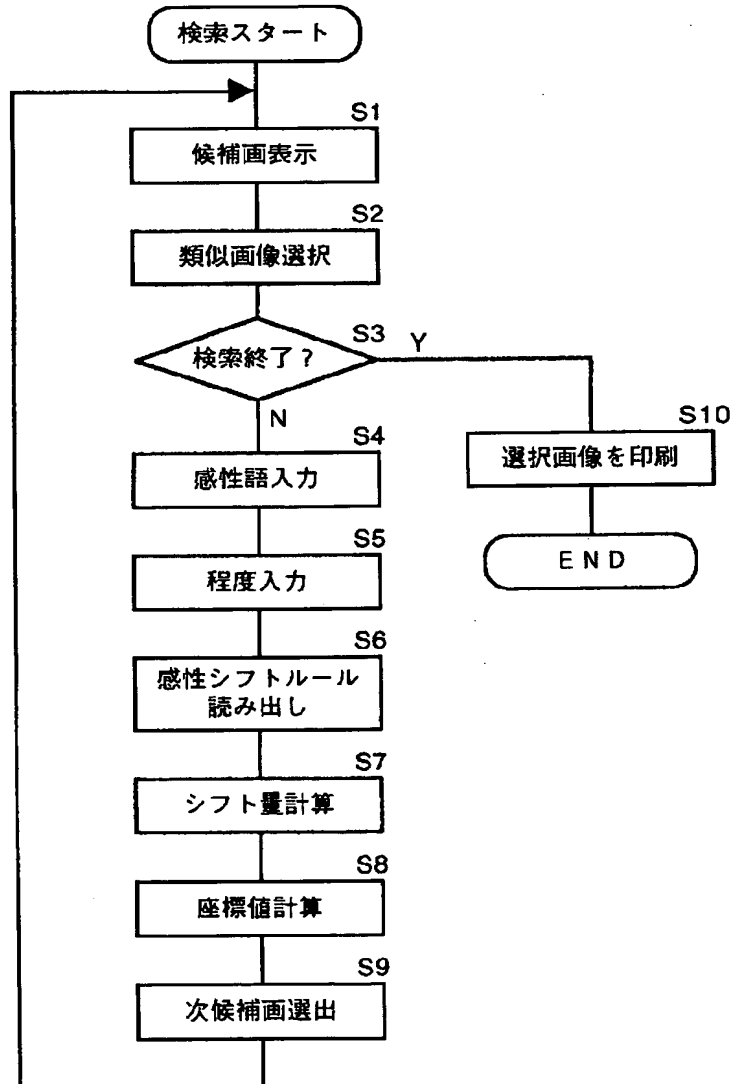 検索スタート
S1
候補画表示
S2
類似画像選択
S3
検索終了?
Y
N
S4
感性語入力
S5
程度入力
S6
感性シフトルール
読み出し
S7
シフト量計算
S8
座標値計算
S9
次候補画選出
S10
選択画像を印刷
END